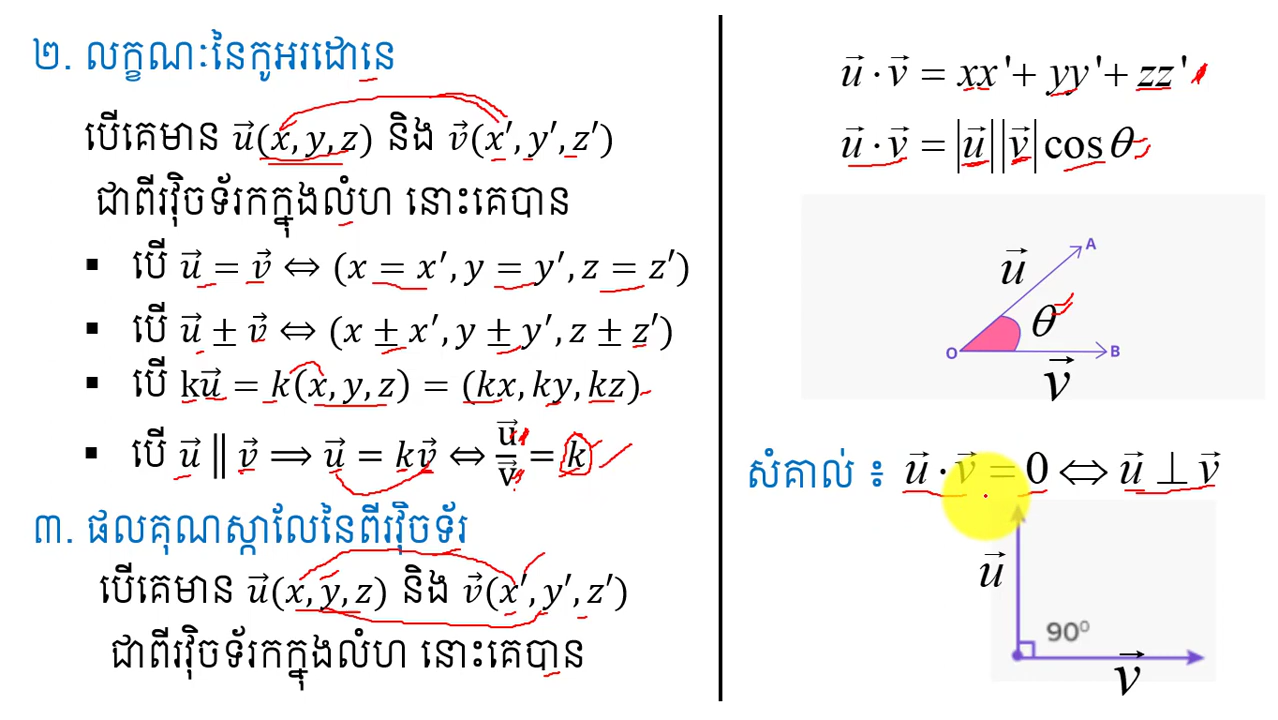 ២. លក្ខណៈនៃកូអរដោនេ
បើគេមាន u⃗(x, y, z) និង v⃗(x′, y′, z′)
ជាពីរវ៉ិចទ័រកក្នុងលំហ នោះគេបាន
▪ បើ u⃗ = v⃗ ⇔ (x = x′, y = y′, z = z′)
▪ បើ u⃗ ± v⃗ ⇔ (x ± x′, y ± y′, z ± z′)
▪ បើ ku⃗ = k(x, y, z) = (kx, ky, kz)
▪ បើ u⃗ ∥ v⃗ ⟹ u⃗ = kv⃗ ⇔ u⃗/v⃗ = k
៣. ផលគុណស្កាលែនៃពីរវ៉ិចទ័រ
បើគេមាន u⃗(x, y, z) និង v⃗(x′, y′, z′)
ជាពីរវ៉ិចទ័រកក្នុងលំហ នោះគេបាន
u⃗ · v⃗ = xx' + yy' + zz'
u⃗ · v⃗ = |u⃗||v⃗| cos θ
A
u⃗
θ
O
B
v⃗
សំគាល់ ៖ u⃗ · v⃗ = 0 ⇔ u⃗ ⊥ v⃗
u⃗
90⁰
v⃗